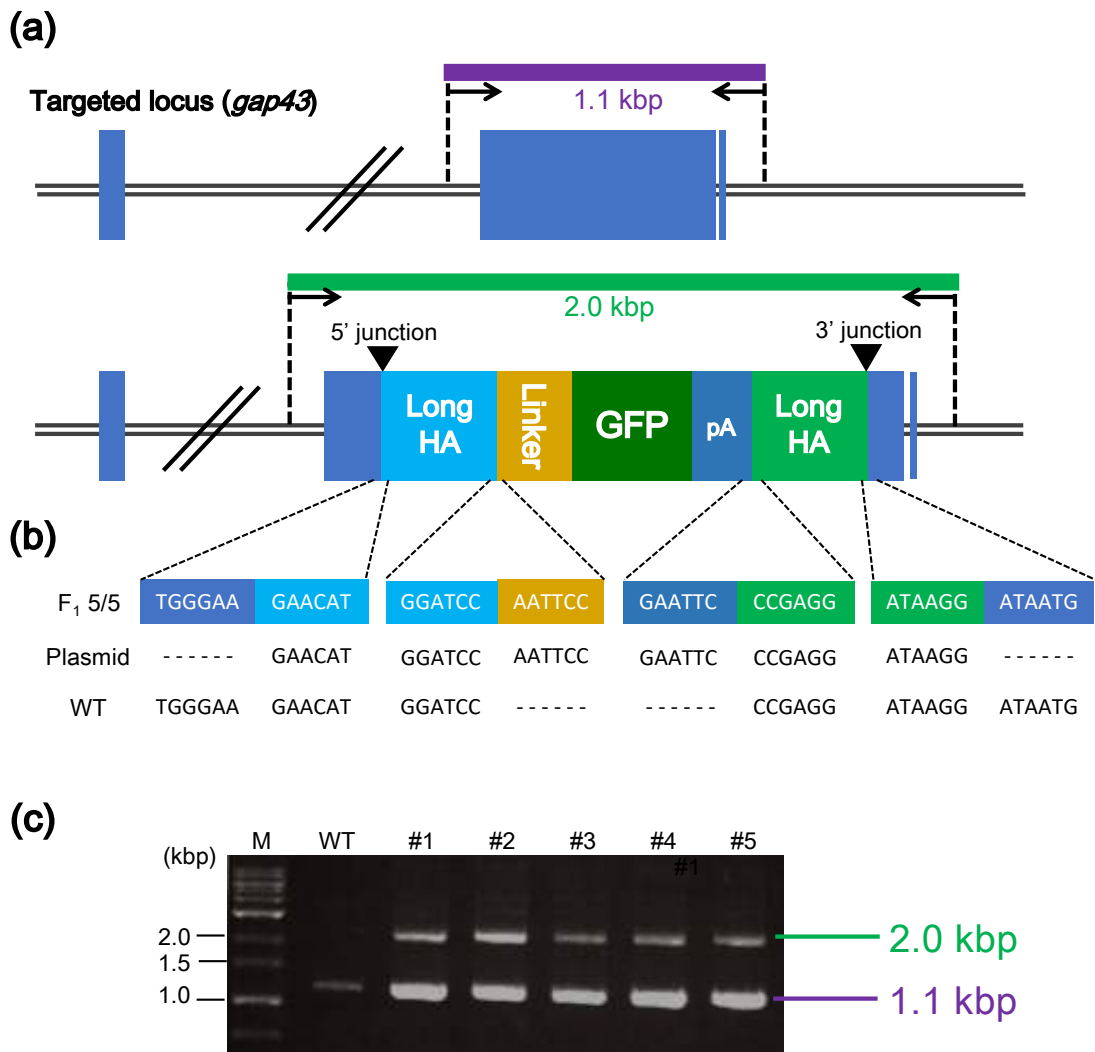 (a)
Targeted locus (gap43)
1.1 kbp
2.0 kbp
5' junction
3' junction
Long HA
Linker
GFP
pA
Long HA
(b)
F1 5/5 TGGGAA GAACAT GGATCC AATTCC GAATTC CCGAGG ATAAGG ATAATG
Plasmid ------ GAACAT GGATCC AATTCC GAATTC CCGAGG ATAAGG ------
WT TGGGAA GAACAT GGATCC ------ ------ CCGAGG ATAAGG ATAATG
(c)
(kbp) M WT #1 #2 #3 #4 #5
#1
2.0
1.5
1.0
2.0 kbp
1.1 kbp